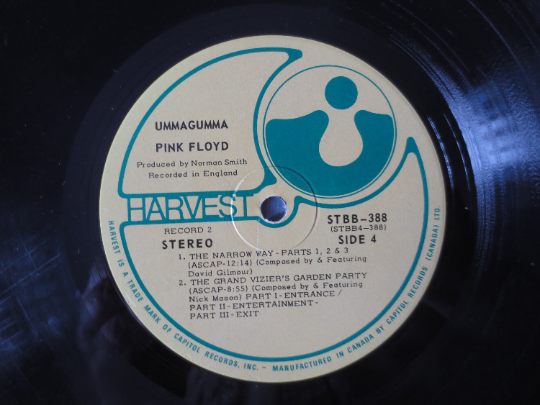 UMMAGUMMA
PINK FLOYD
Produced by Norman Smith
Recorded in England
HARVEST
RECORD 2
STEREO
STBB-388
(STBB4-388)
SIDE 4
1. THE NARROW WAY - PARTS 1, 2 & 3
(ASCAP-12:14) (Composed by & Featuring
David Gilmour)
2. THE GRAND VIZIER'S GARDEN PARTY
(ASCAP-8:55) (Composed by & Featuring
Nick Mason) PART I - ENTRANCE /
PART II - ENTERTAINMENT -
PART III - EXIT
HARVEST IS A TRADE MARK OF CAPITOL RECORDS, INC. - MANUFACTURED IN CANADA BY CAPITOL RECORDS (CANADA) LTD.